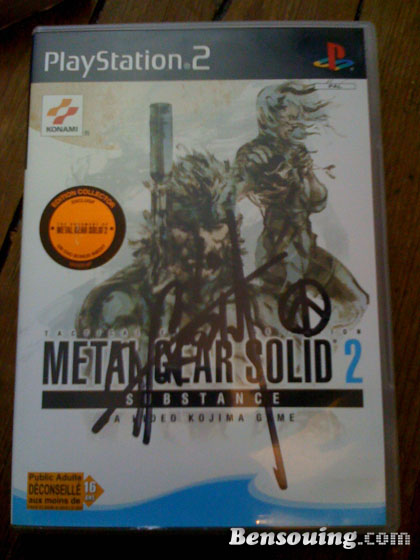 PlayStation®2
PAL
KONAMI®
EDITION COLLECTOR
METAL GEAR SOLID 2
METAL GEAR SOLID 2
SUBSTANCE
A HIDEO KOJIMA GAME
Public Adulte
DÉCONSEILLÉ
aux moins de
16 ans
Bensouing.com